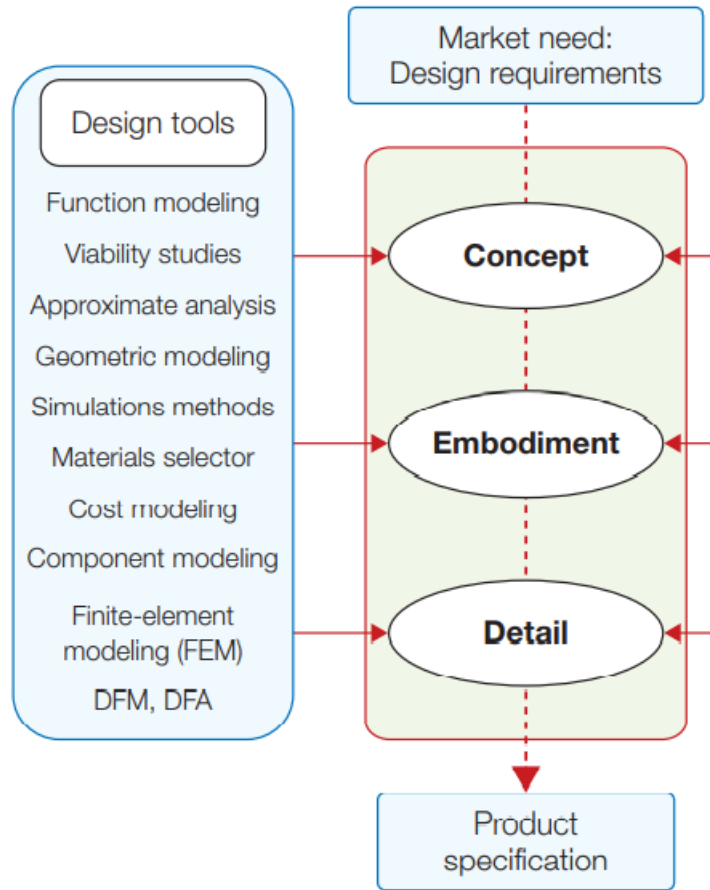 Market need:
Design requirements
Design tools
Function modeling
Viability studies
Approximate analysis
Geometric modeling
Simulations methods
Materials selector
Cost modeling
Component modeling
Finite-element
modeling (FEM)
DFM, DFA
Concept
Embodiment
Detail
Product
specification